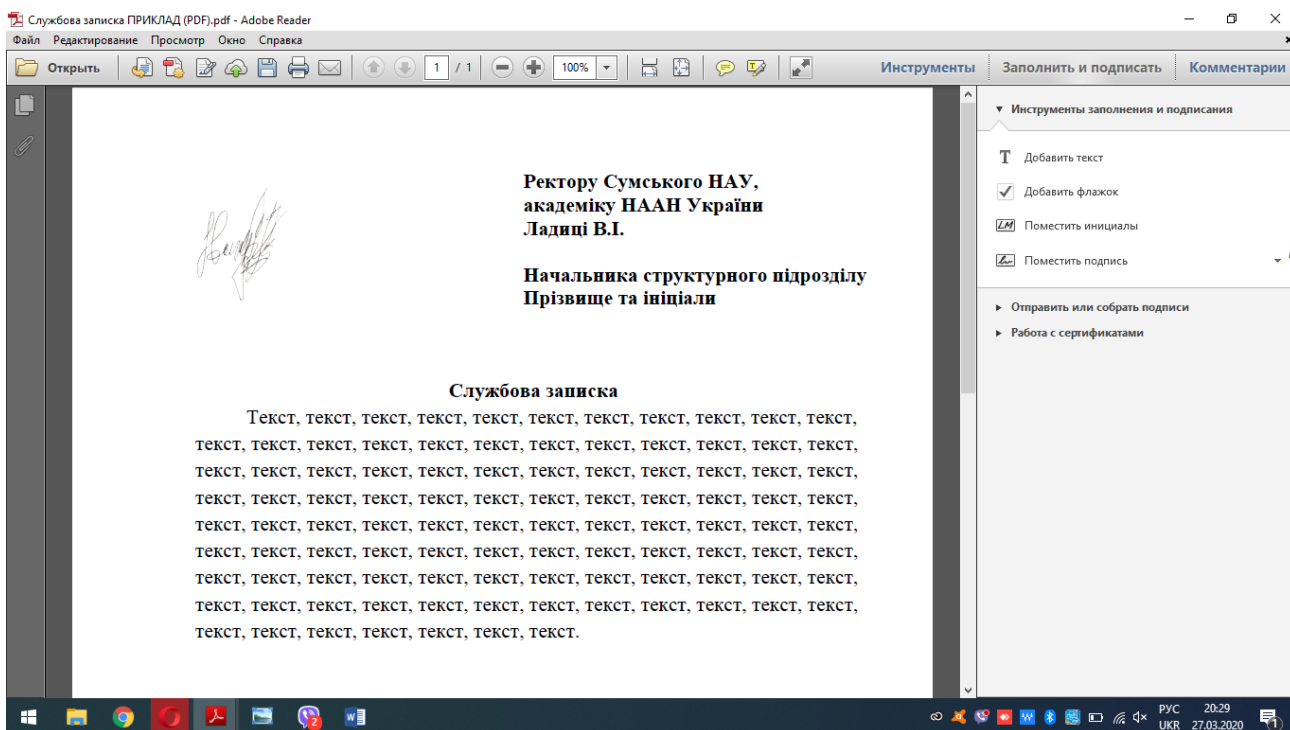 Службова записка ПРИКЛАД (PDF).pdf - Adobe Reader
Файл Редактирование Просмотр Окно Справка
Открыть 1 / 1 100% Инструменты Заполнить и подписать Комментарии
Инструменты заполнения и подписания
Добавить текст
Добавить флажок
LM Поместить инициалы
Поместить подпись
Отправить или собрать подписи
Работа с сертификатами
Ректору Сумського НАУ,
академіку НААН України
Ладиці В.І.
Начальника структурного підрозділу
Прізвище та ініціали
Службова записка
Текст, текст, текст, текст, текст, текст, текст, текст, текст, текст, текст,
текст, текст, текст, текст, текст, текст, текст, текст, текст, текст, текст, текст,
текст, текст, текст, текст, текст, текст, текст, текст, текст, текст, текст, текст,
текст, текст, текст, текст, текст, текст, текст, текст, текст, текст, текст, текст,
текст, текст, текст, текст, текст, текст, текст, текст, текст, текст, текст, текст,
текст, текст, текст, текст, текст, текст, текст, текст, текст, текст, текст, текст,
текст, текст, текст, текст, текст, текст, текст, текст, текст, текст, текст, текст,
текст, текст, текст, текст, текст, текст, текст, текст, текст, текст, текст, текст,
текст, текст, текст, текст, текст, текст, текст.
2
РУС 20:29
UKR 27.03.2020
1